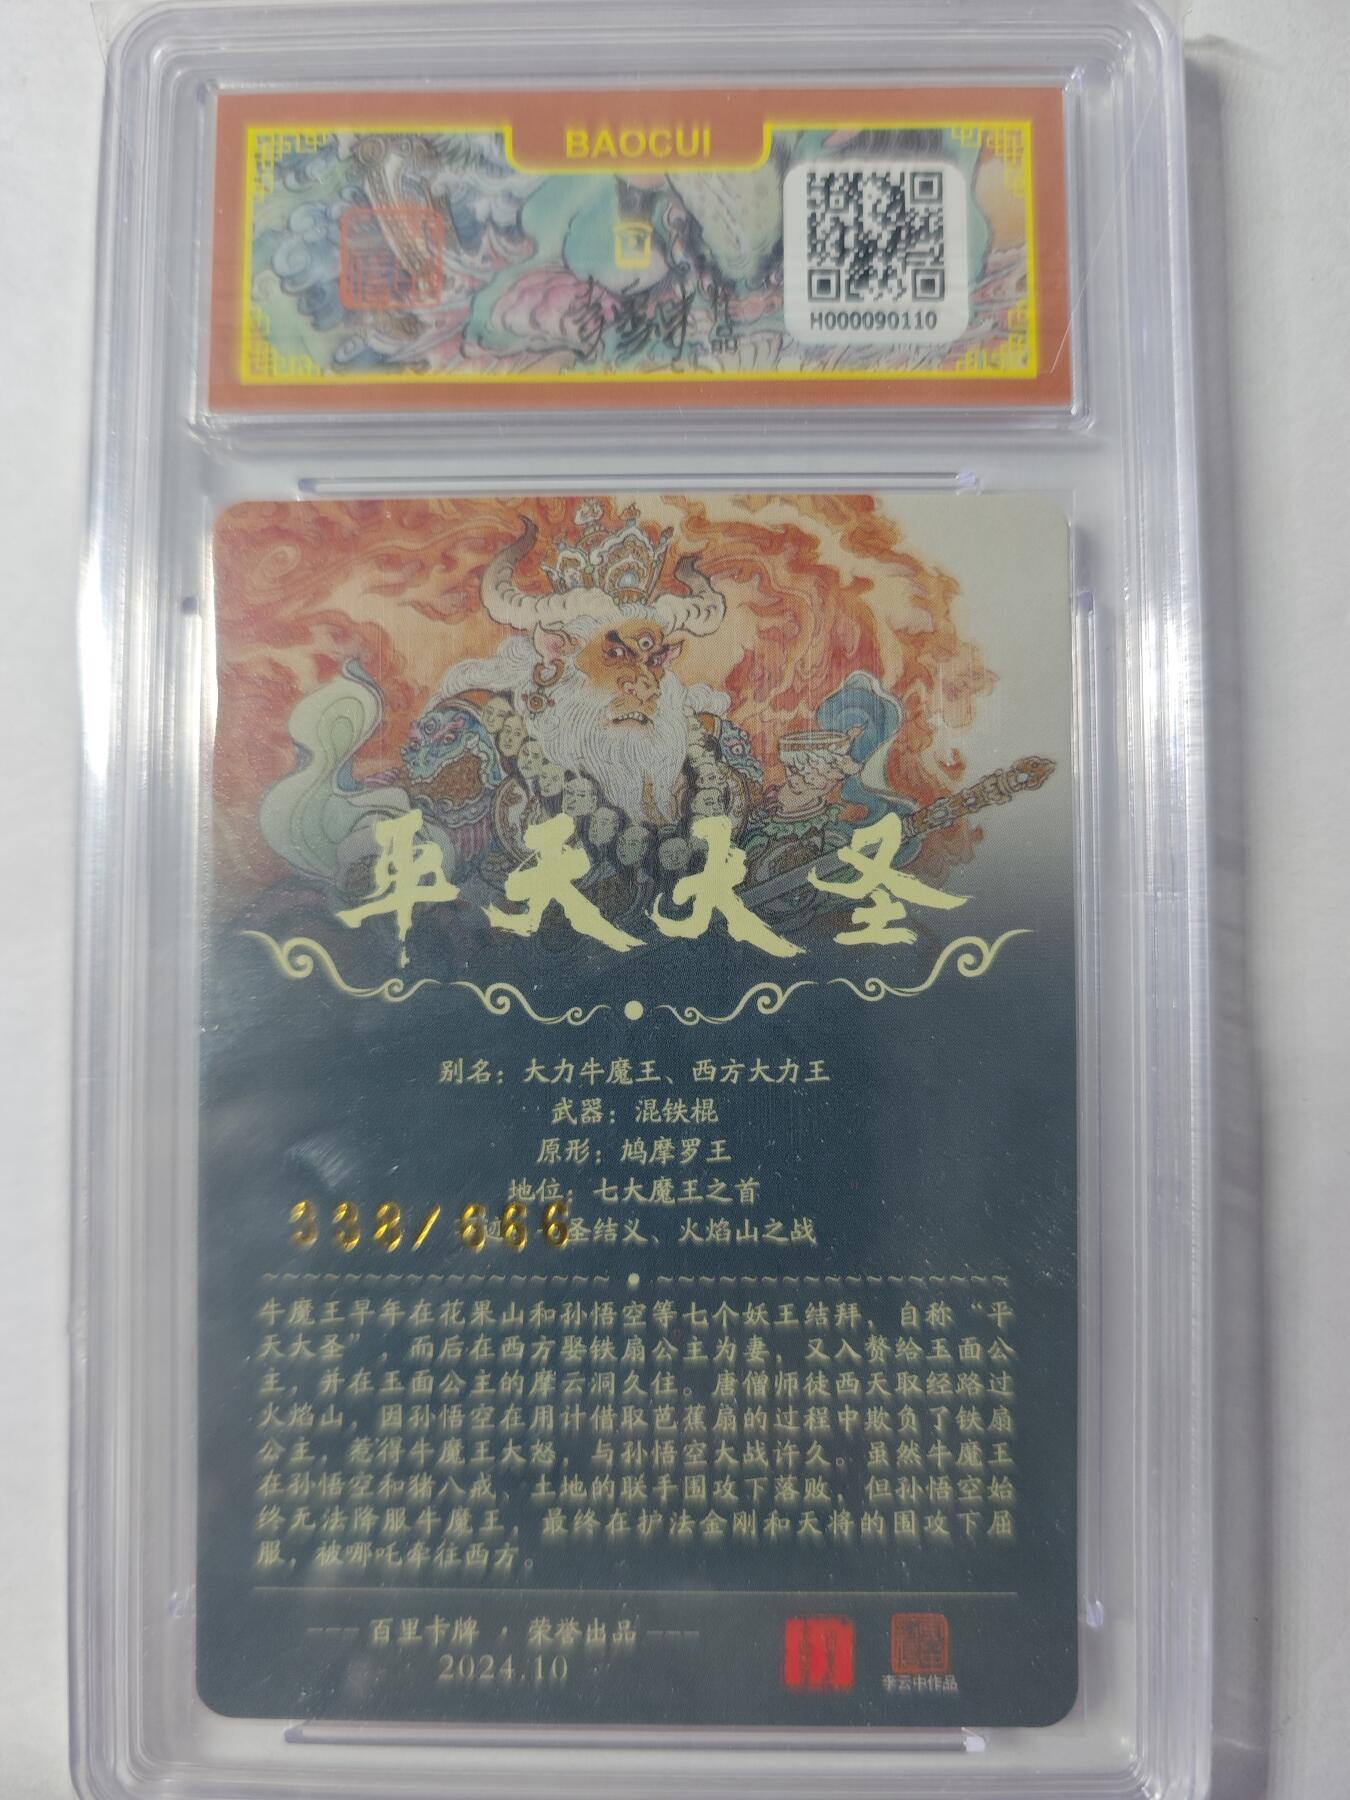 BAOCUI
H000090110
李云中作品
平天大圣
别名：大力牛魔王、西方大力王
武器：混铁棍
原形：鸠摩罗王
地位：七大魔王之首
圣结义、火焰山之战
牛魔王早年在花果山和孙悟空等七个妖王结拜，自称“平
天大圣”，而后在西方娶铁扇公主为妻，又入赘给玉面公
主，并在玉面公主的摩云洞久住。唐僧师徒西天取经路过
火焰山，因孙悟空在用计借取芭蕉扇的过程中欺负了铁扇
公主，惹得牛魔王大怒，与孙悟空大战许久。虽然牛魔王
在孙悟空和猪八戒、土地的联手围攻下落败，但孙悟空始
终无法降服牛魔王，最终在护法金刚和天将的围攻下屈
服，被哪吒牵往西方。
--- 百里卡牌 · 荣誉出品 ---
2024.10
李云中作品